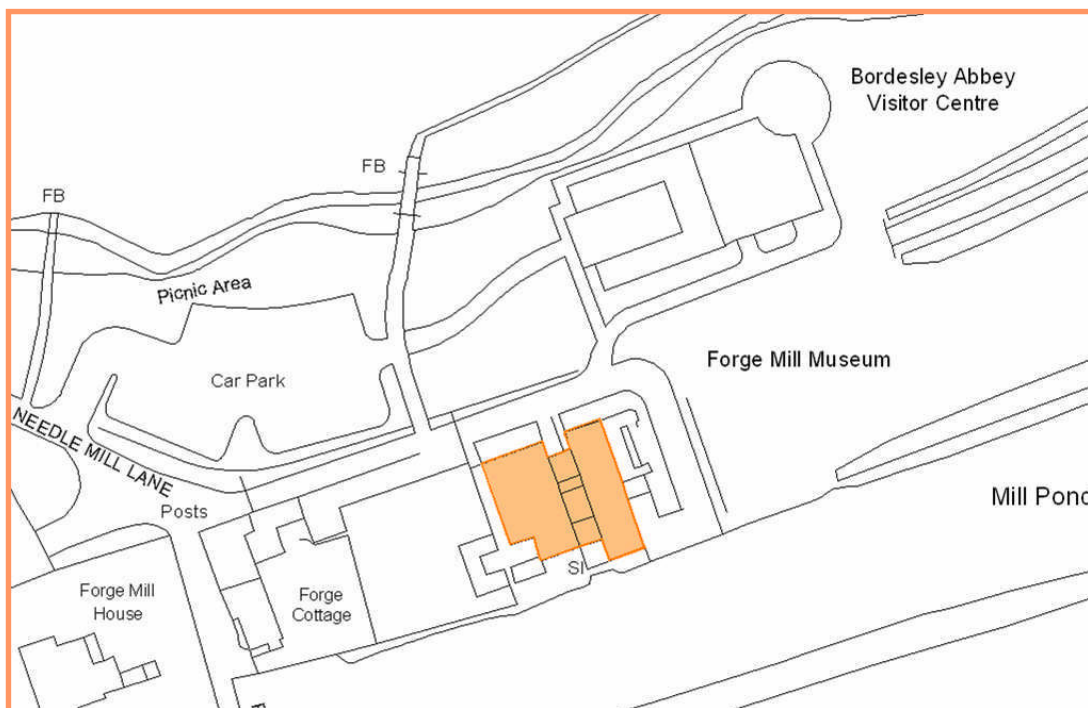 Bordesley Abbey
Visitor Centre
FB
FB
Picnic Area
Forge Mill Museum
Car Park
NEEDLE MILL LANE
Mill Pond
Posts
SI
Forge Mill
House
Forge
Cottage